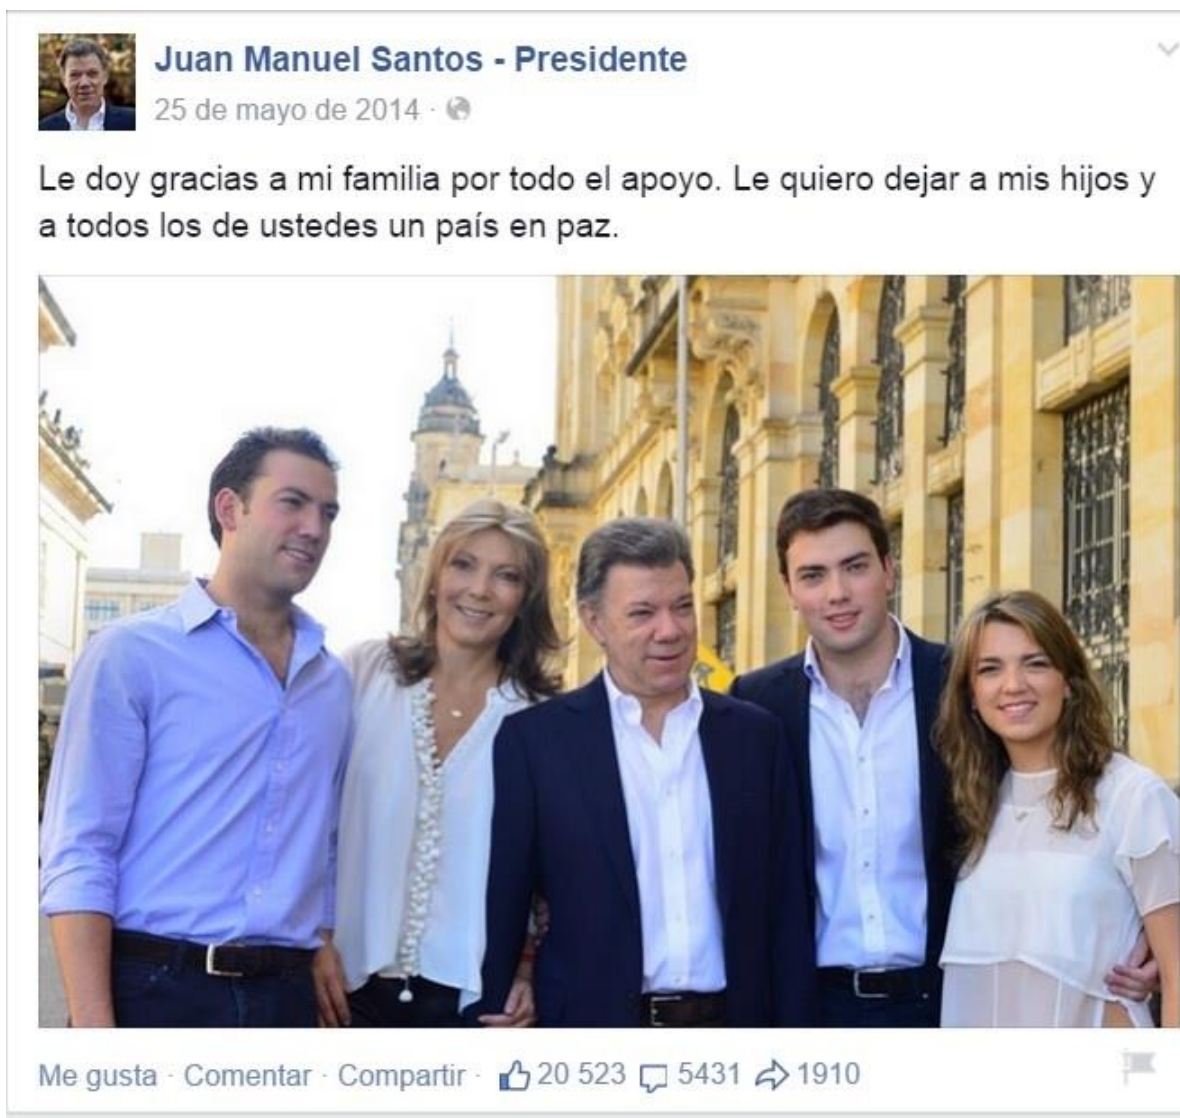 Juan Manuel Santos - Presidente
25 de mayo de 2014 ·
Le doy gracias a mi familia por todo el apoyo. Le quiero dejar a mis hijos y
a todos los de ustedes un país en paz.
Me gusta · Comentar · Compartir · 20 523 5431 1910